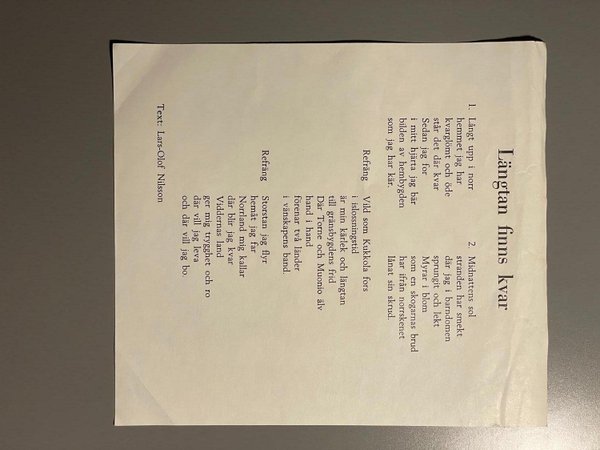 Längtan finns kvar
1. Långt upp i norr
hemmet jag har
kvarglömt och öde
står det där kvar
Sedan jag for
i mitt hjärta jag bär
bilden av hembygden
som jag har kär.
2. Midnattens sol
stranden har smekt
där jag i barndomen
sprungit och lekt
Myrar i blom
som en skogarnas brud
har ifrån norrskenet
lånat sin skrud.
Refräng Vild som Kukkola fors
i islossningstid
är min kärlek och längtan
till gränsbygdens frid
Där Torne och Muonio älv
hand i hand,
förenar två länder
i vänskapens band.
Refräng Storstan jag flyr
hemåt jag far
Norrland mig kallar
där blir jag kvar
Viddernas land
ger mig trygghet och ro
där vill jag leva
och där vill jag bo
Text: Lars-Olof Nilsson